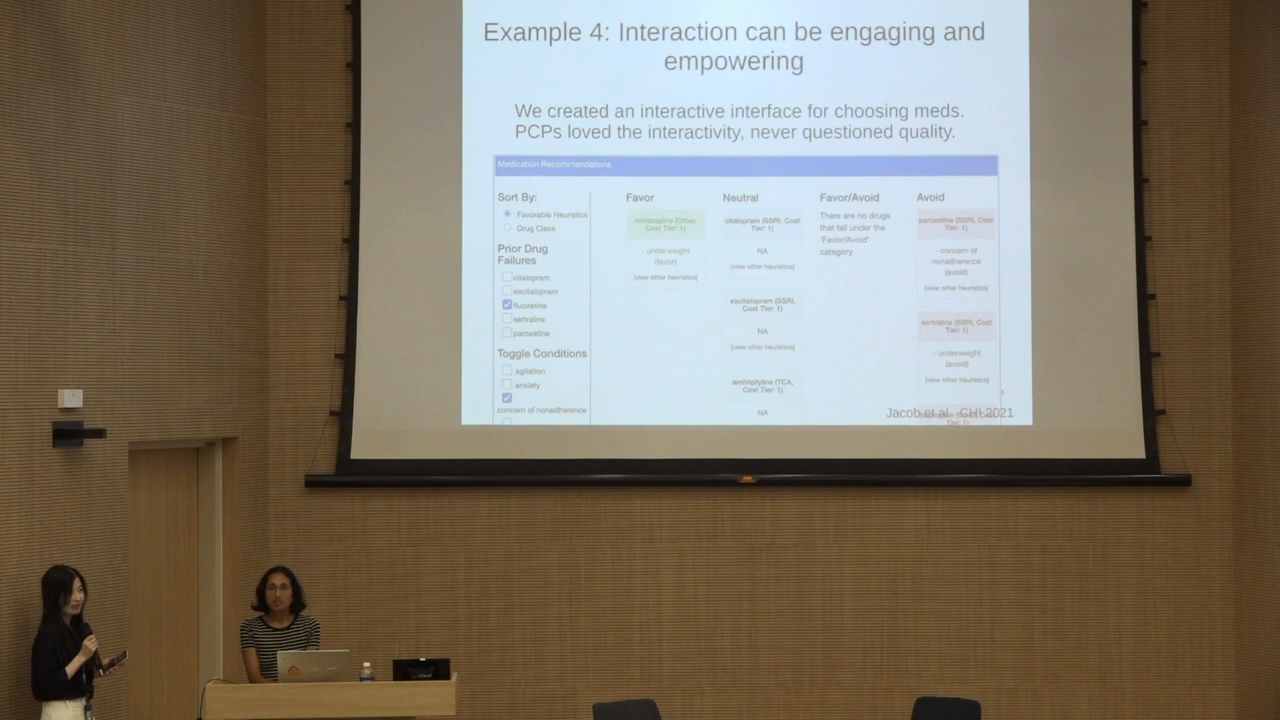 Example 4: Interaction can be engaging and
empowering
We created an interactive interface for choosing meds.
PCPs loved the interactivity, never questioned quality.
Medication Recommendations
Sort By:
Favorable Heuristics
Drug Class
Prior Drug
Failures
citalopram
escitalopram
fluoxetine
sertraline
paroxetine
Toggle Conditions
agitation
anxiety
concern of nonadherence
Favor
mirtazapine (Other,
Cost Tier: 1)
- underweight
(favor)
[view other heuristics]
Neutral
citalopram (SSRI, Cost
Tier: 1)
NA
[view other heuristics]
escitalopram (SSRI,
Cost Tier: 1)
NA
[view other heuristics]
amitriptyline (TCA,
Cost Tier: 1)
NA
Favor/Avoid
There are no drugs
that fall under the
'Favor/Avoid'
category
Avoid
paroxetine (SSRI, Cost
Tier: 1)
- concern of
nonadherence
(avoid)
[view other heuristics]
sertraline (SSRI, Cost
Tier: 1)
- underweight
(avoid)
[view other heuristics]
Tier: 1)
Jacob et al., CHI 2021